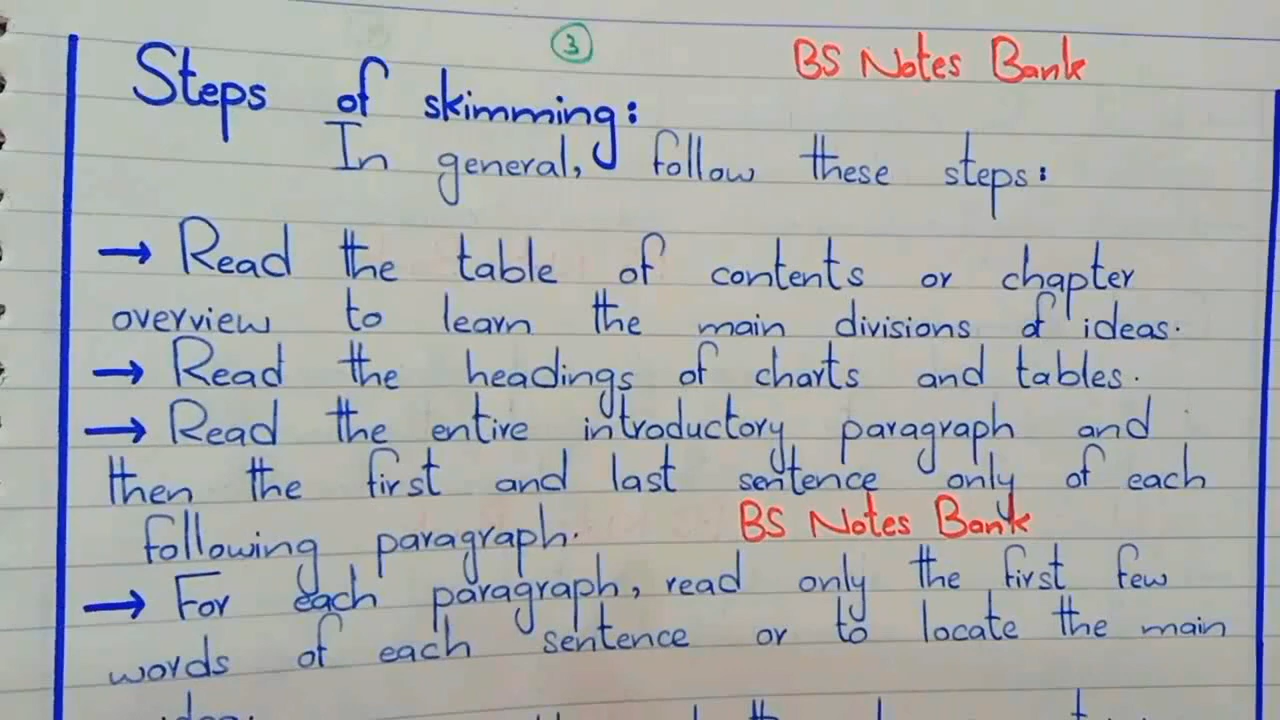 3
BS Notes Bank
Steps of skimming:
In general, follow these steps:
→ Read the table of contents or chapter
overview to learn the main divisions of ideas.
→ Read the headings of charts and tables.
→ Read the entire introductory paragraph and
then the first and last sentence only of each
following paragraph.
BS Notes Bank
→ For each paragraph, read only the first few
words of each sentence or to locate the main